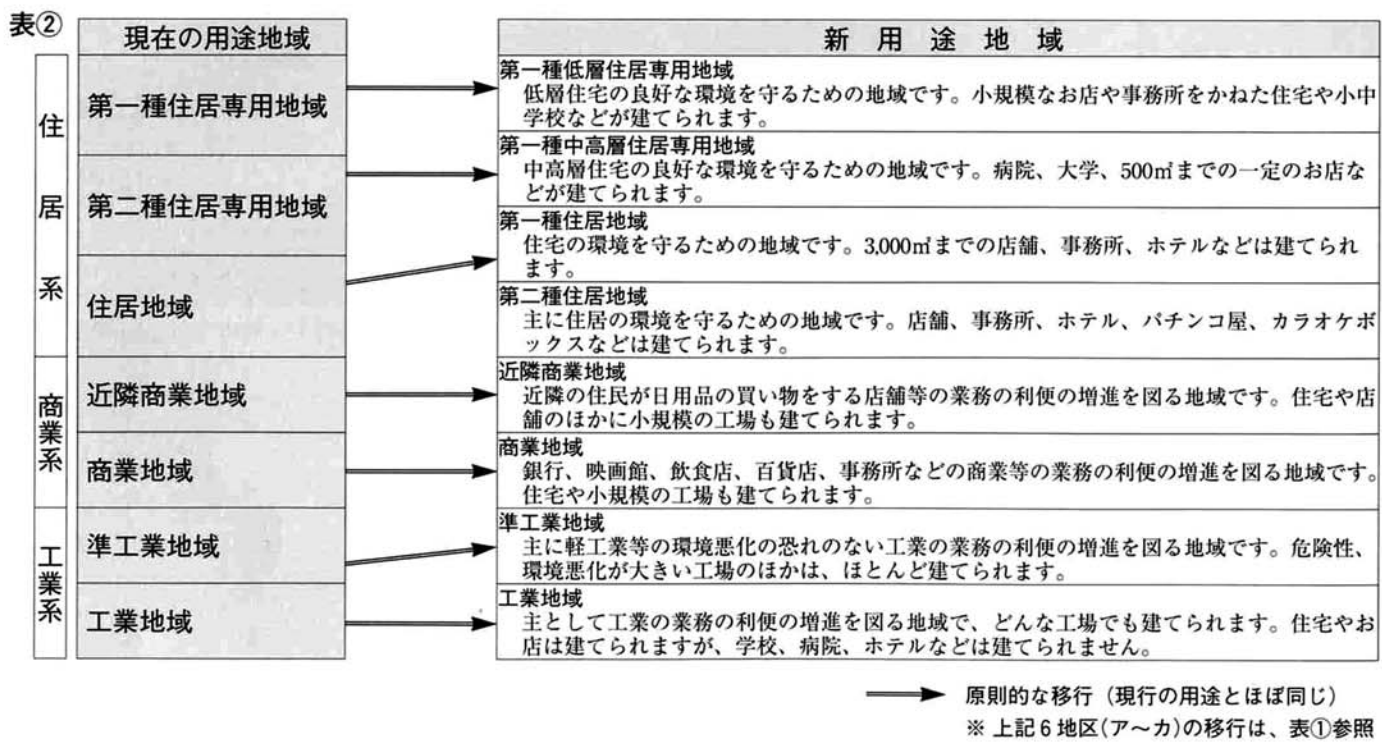 表②
現在の用途地域
新用途地域
住居系
第一種住居専用地域
第二種住居専用地域
住居地域
商業系
近隣商業地域
商業地域
工業系
準工業地域
工業地域
第一種低層住居専用地域
低層住宅の良好な環境を守るための地域です。小規模なお店や事務所をかねた住宅や小中
学校などが建てられます。
第一種中高層住居専用地域
中高層住宅の良好な環境を守るための地域です。病院、大学、500㎡までの一定のお店な
どが建てられます。
第一種住居地域
住宅の環境を守るための地域です。3,000㎡までの店舗、事務所、ホテルなどは建てられ
ます。
第二種住居地域
主に住居の環境を守るための地域です。店舗、事務所、ホテル、パチンコ屋、カラオケボ
ックスなどは建てられます。
近隣商業地域
近隣の住民が日用品の買い物をする店舗等の業務の利便の増進を図る地域です。住宅や店
舗のほかに小規模の工場も建てられます。
商業地域
銀行、映画館、飲食店、百貨店、事務所などの商業等の業務の利便の増進を図る地域です。
住宅や小規模の工場も建てられます。
準工業地域
主に軽工業等の環境悪化の恐れのない工業の業務の利便の増進を図る地域です。危険性、
環境悪化が大きい工場のほかは、ほとんど建てられます。
工業地域
主として工業の業務の利便の増進を図る地域で、どんな工場でも建てられます。住宅やお
店は建てられますが、学校、病院、ホテルなどは建てられません。
原則的な移行（現行の用途とほぼ同じ）
※ 上記6地区(ア～カ)の移行は、表①参照